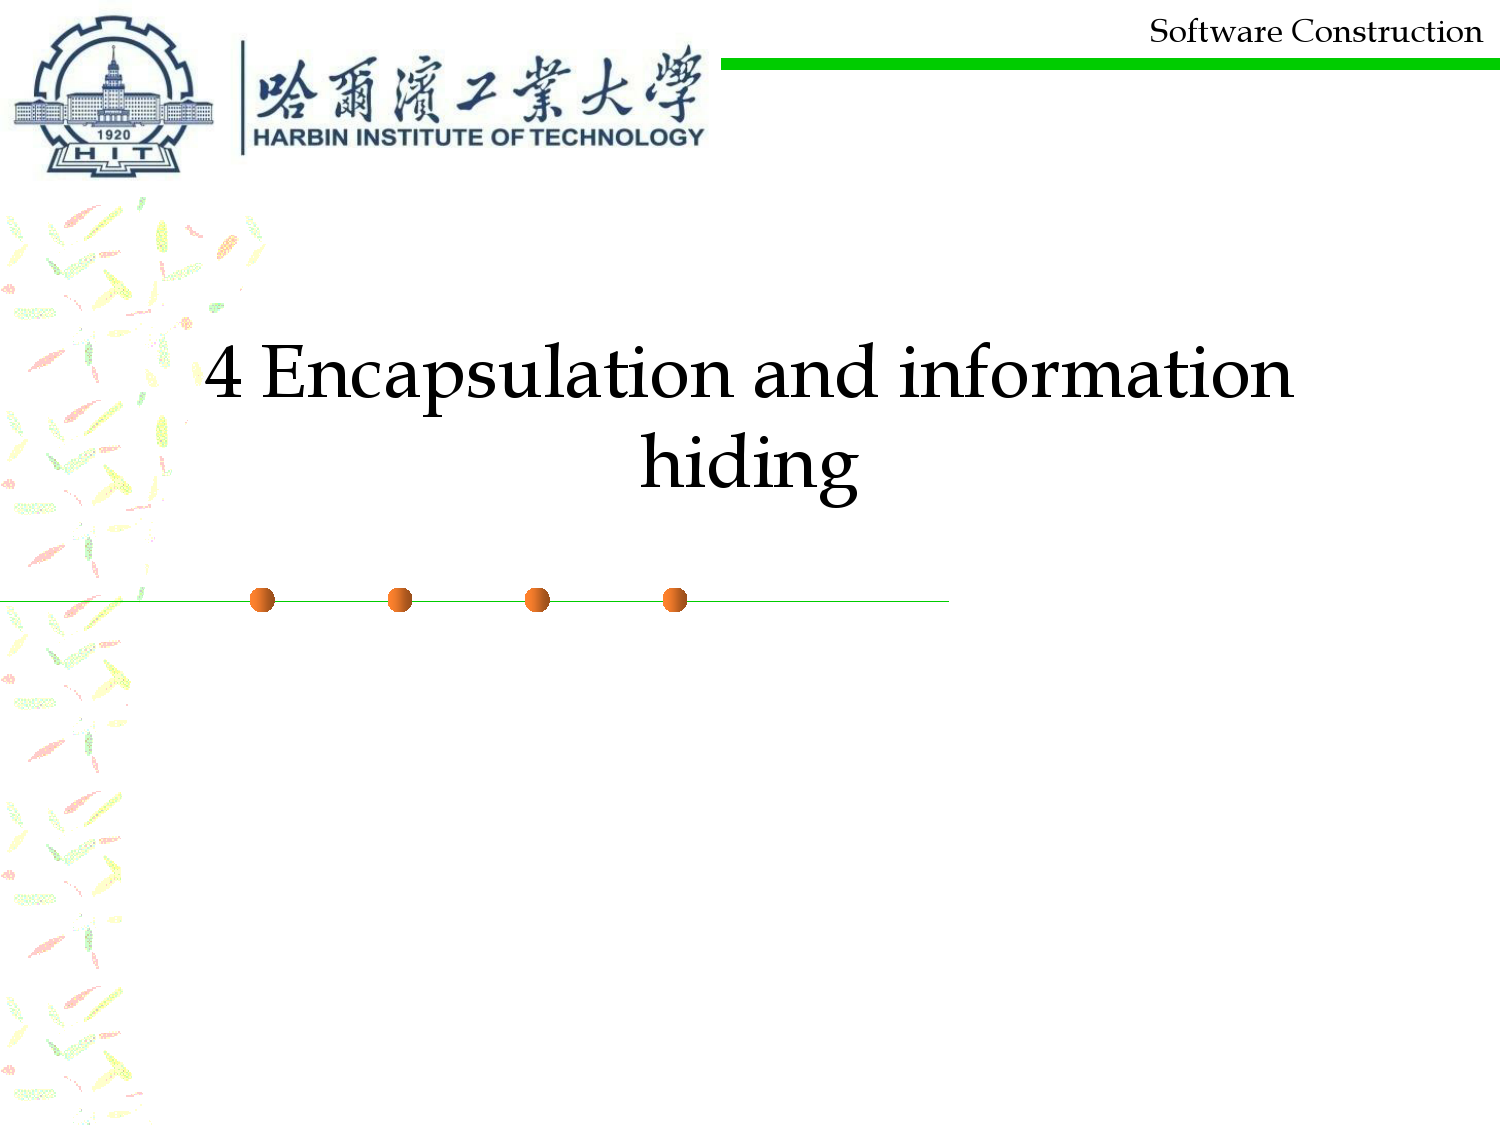 Software Construction
哈爾濱工業大學
HARBIN INSTITUTE OF TECHNOLOGY
1920
HIT
4 Encapsulation and information
hiding